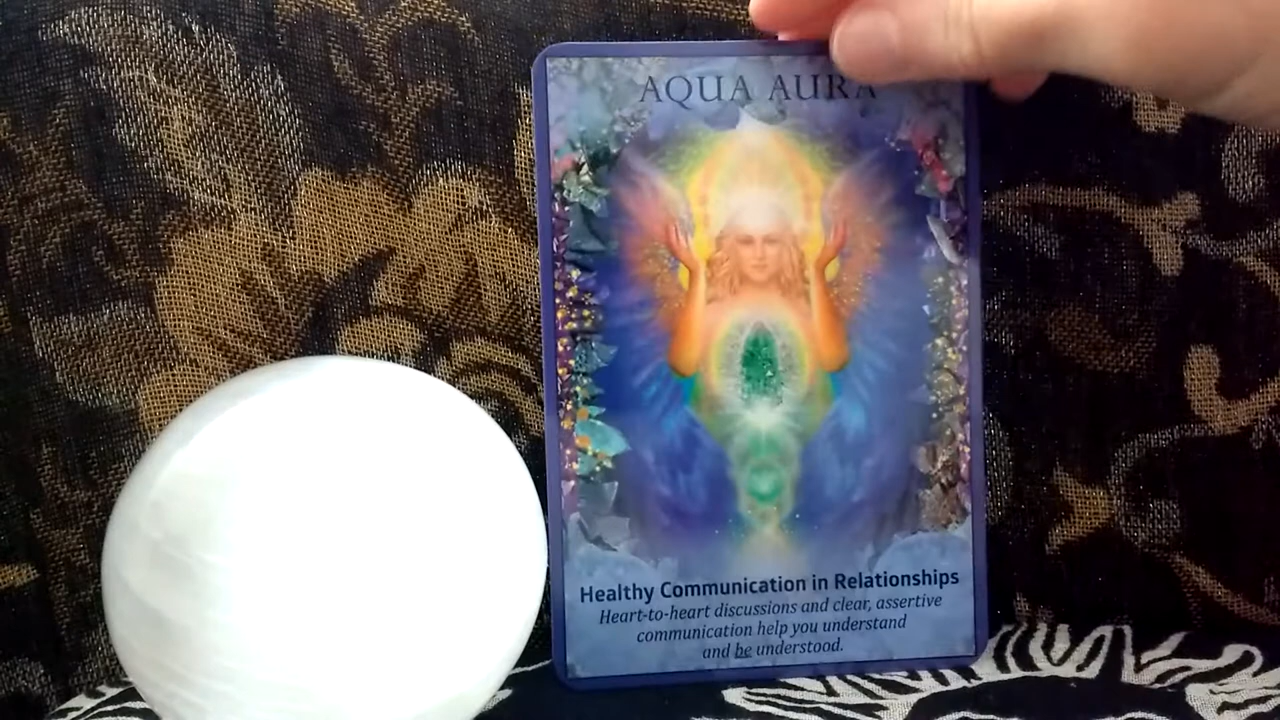 AQUA AURA
Healthy Communication in Relationships
Heart-to-heart discussions and clear, assertive
communication help you understand
and be understood.